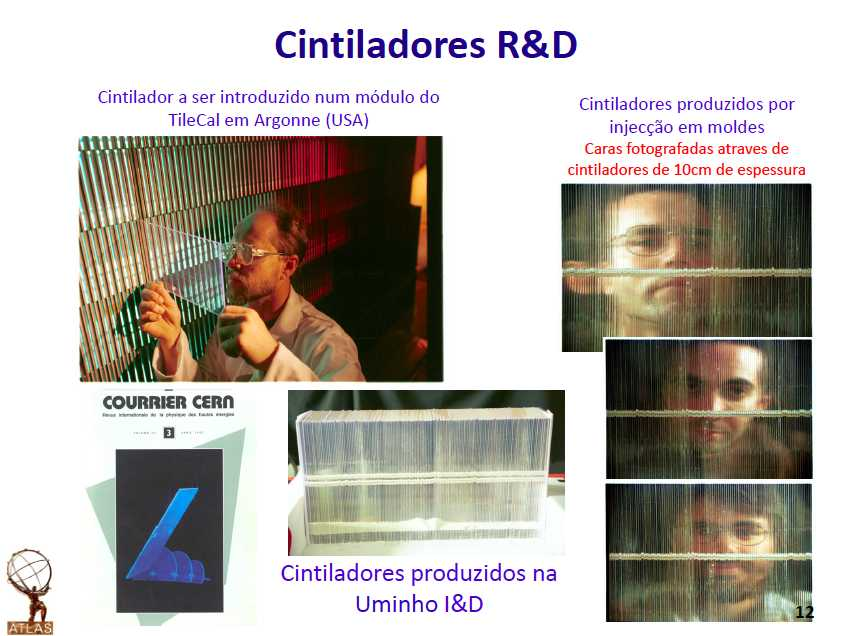 Cintiladores R&D
Cintilador a ser introduzido num módulo do
TileCal em Argonne (USA)
Cintiladores produzidos por
injecção em moldes
Caras fotografadas atraves de
cintiladores de 10cm de espessura
COURRIER CERN
Revue internationale de la physique des hautes énergies
3
Cintiladores produzidos na
Uminho I&D
ATLAS
12